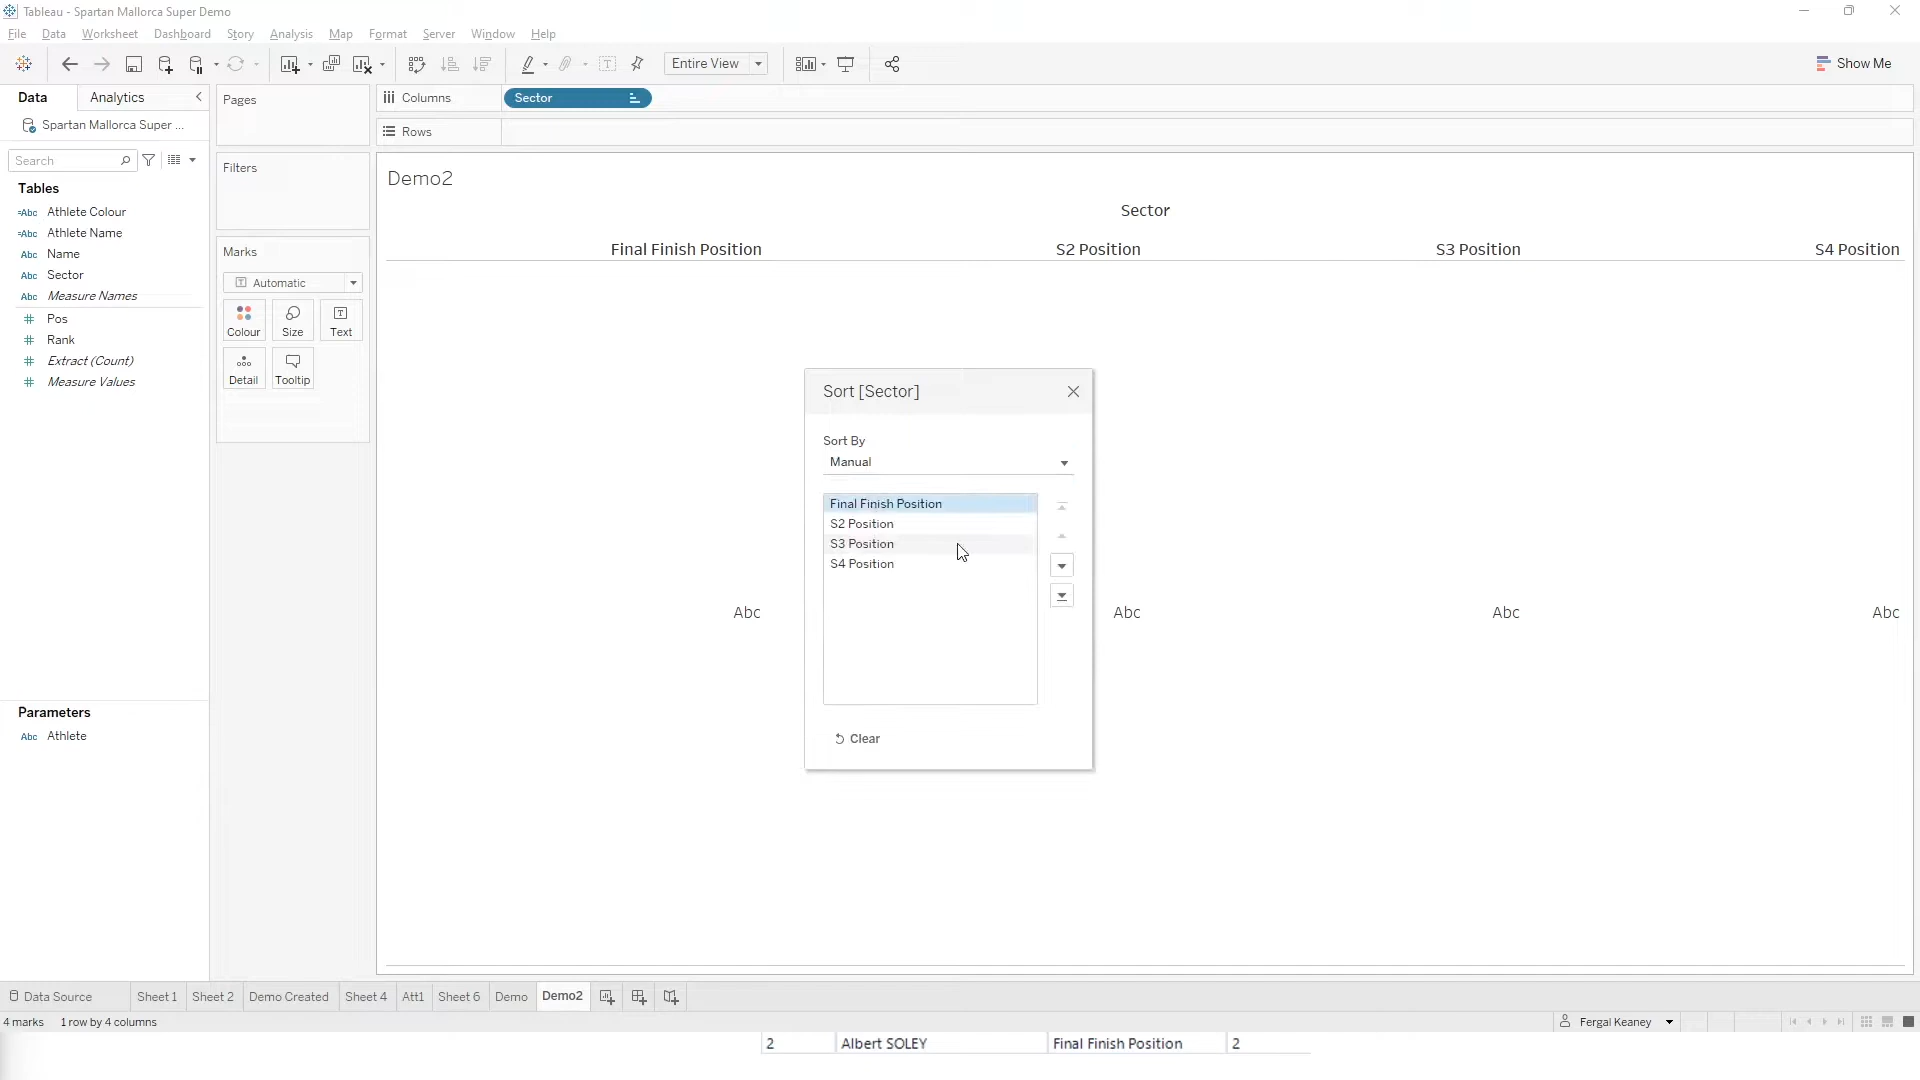 Tableau - Spartan Mallorca Super Demo
File Data Worksheet Dashboard Story Analysis Map Format Server Window Help
Entire View
Show Me
Data Analytics
Pages
Columns Sector
Spartan Mallorca Super ...
Rows
Search
Filters
Demo2
Tables
Abc Athlete Colour
Abc Athlete Name
Abc Name
Abc Sector
Abc Measure Names
Pos
Rank
Extract (Count)
Measure Values
Marks
Automatic
Colour Size Text
Detail Tooltip
Sector
Final Finish Position S2 Position S3 Position S4 Position
Sort [Sector]
Sort By
Manual
Final Finish Position
S2 Position
S3 Position
S4 Position
Clear
Abc Abc Abc Abc
Parameters
Abc Athlete
Data Source Sheet 1 Sheet 2 Demo Created Sheet 4 Att1 Sheet 6 Demo Demo2
4 marks 1 row by 4 columns Fergal Keaney
2 Albert SOLEY Final Finish Position 2